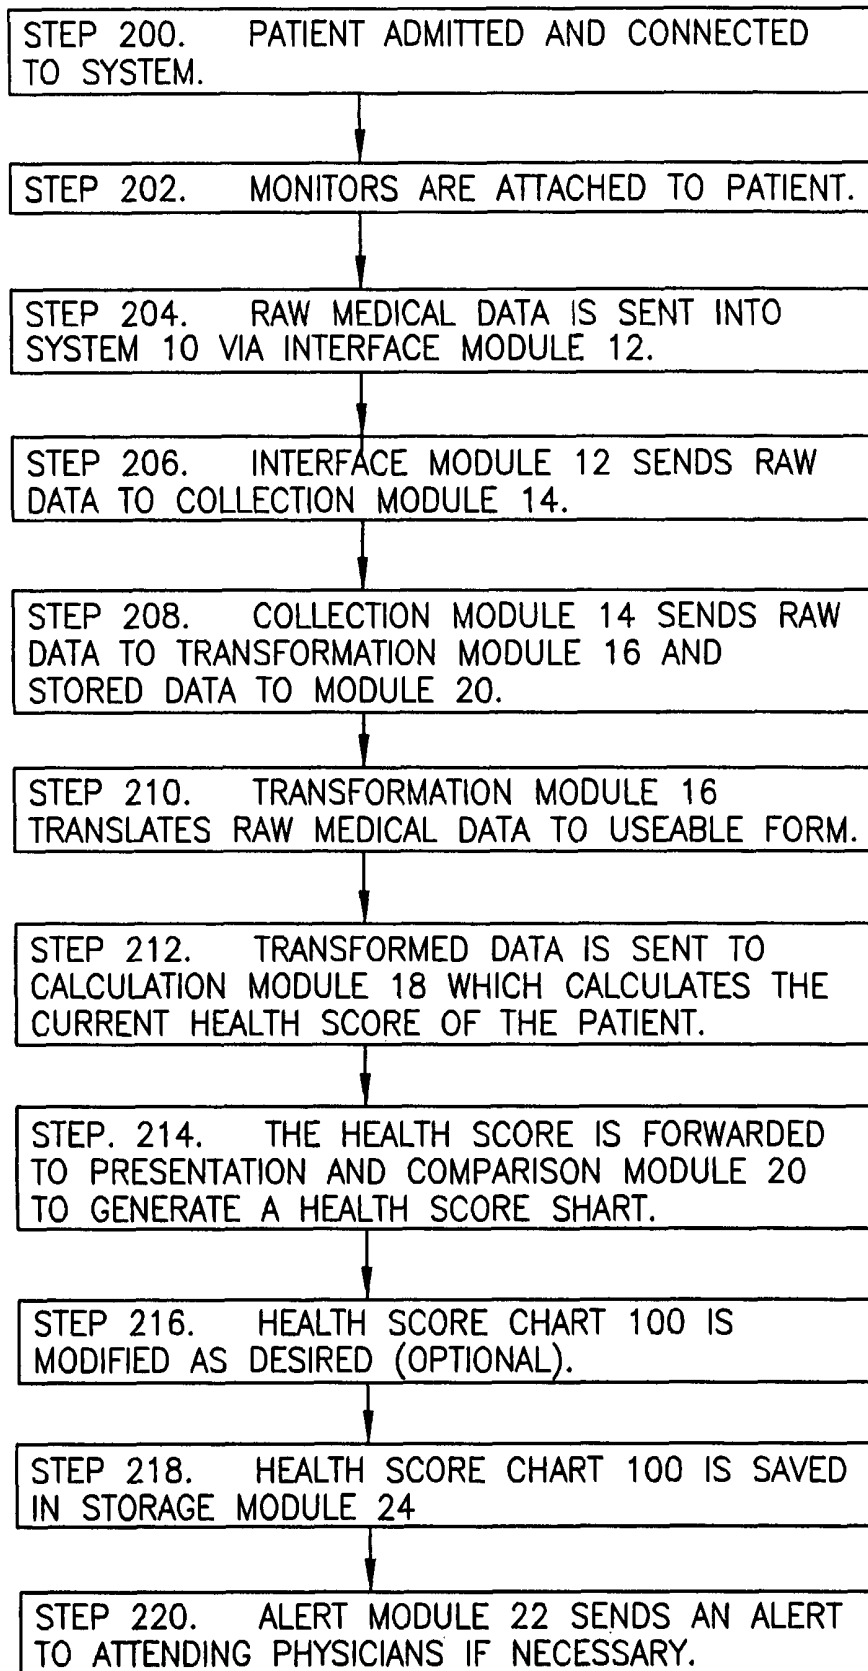 STEP 200. PATIENT ADMITTED AND CONNECTED
TO SYSTEM.
STEP 202. MONITORS ARE ATTACHED TO PATIENT.
STEP 204. RAW MEDICAL DATA IS SENT INTO
SYSTEM 10 VIA INTERFACE MODULE 12.
STEP 206. INTERFACE MODULE 12 SENDS RAW
DATA TO COLLECTION MODULE 14.
STEP 208. COLLECTION MODULE 14 SENDS RAW
DATA TO TRANSFORMATION MODULE 16 AND
STORED DATA TO MODULE 20.
STEP 210. TRANSFORMATION MODULE 16
TRANSLATES RAW MEDICAL DATA TO USEABLE FORM.
STEP 212. TRANSFORMED DATA IS SENT TO
CALCULATION MODULE 18 WHICH CALCULATES THE
CURRENT HEALTH SCORE OF THE PATIENT.
STEP. 214. THE HEALTH SCORE IS FORWARDED
TO PRESENTATION AND COMPARISON MODULE 20
TO GENERATE A HEALTH SCORE SHART.
STEP 216. HEALTH SCORE CHART 100 IS
MODIFIED AS DESIRED (OPTIONAL).
STEP 218. HEALTH SCORE CHART 100 IS SAVED
IN STORAGE MODULE 24
STEP 220. ALERT MODULE 22 SENDS AN ALERT
TO ATTENDING PHYSICIANS IF NECESSARY.